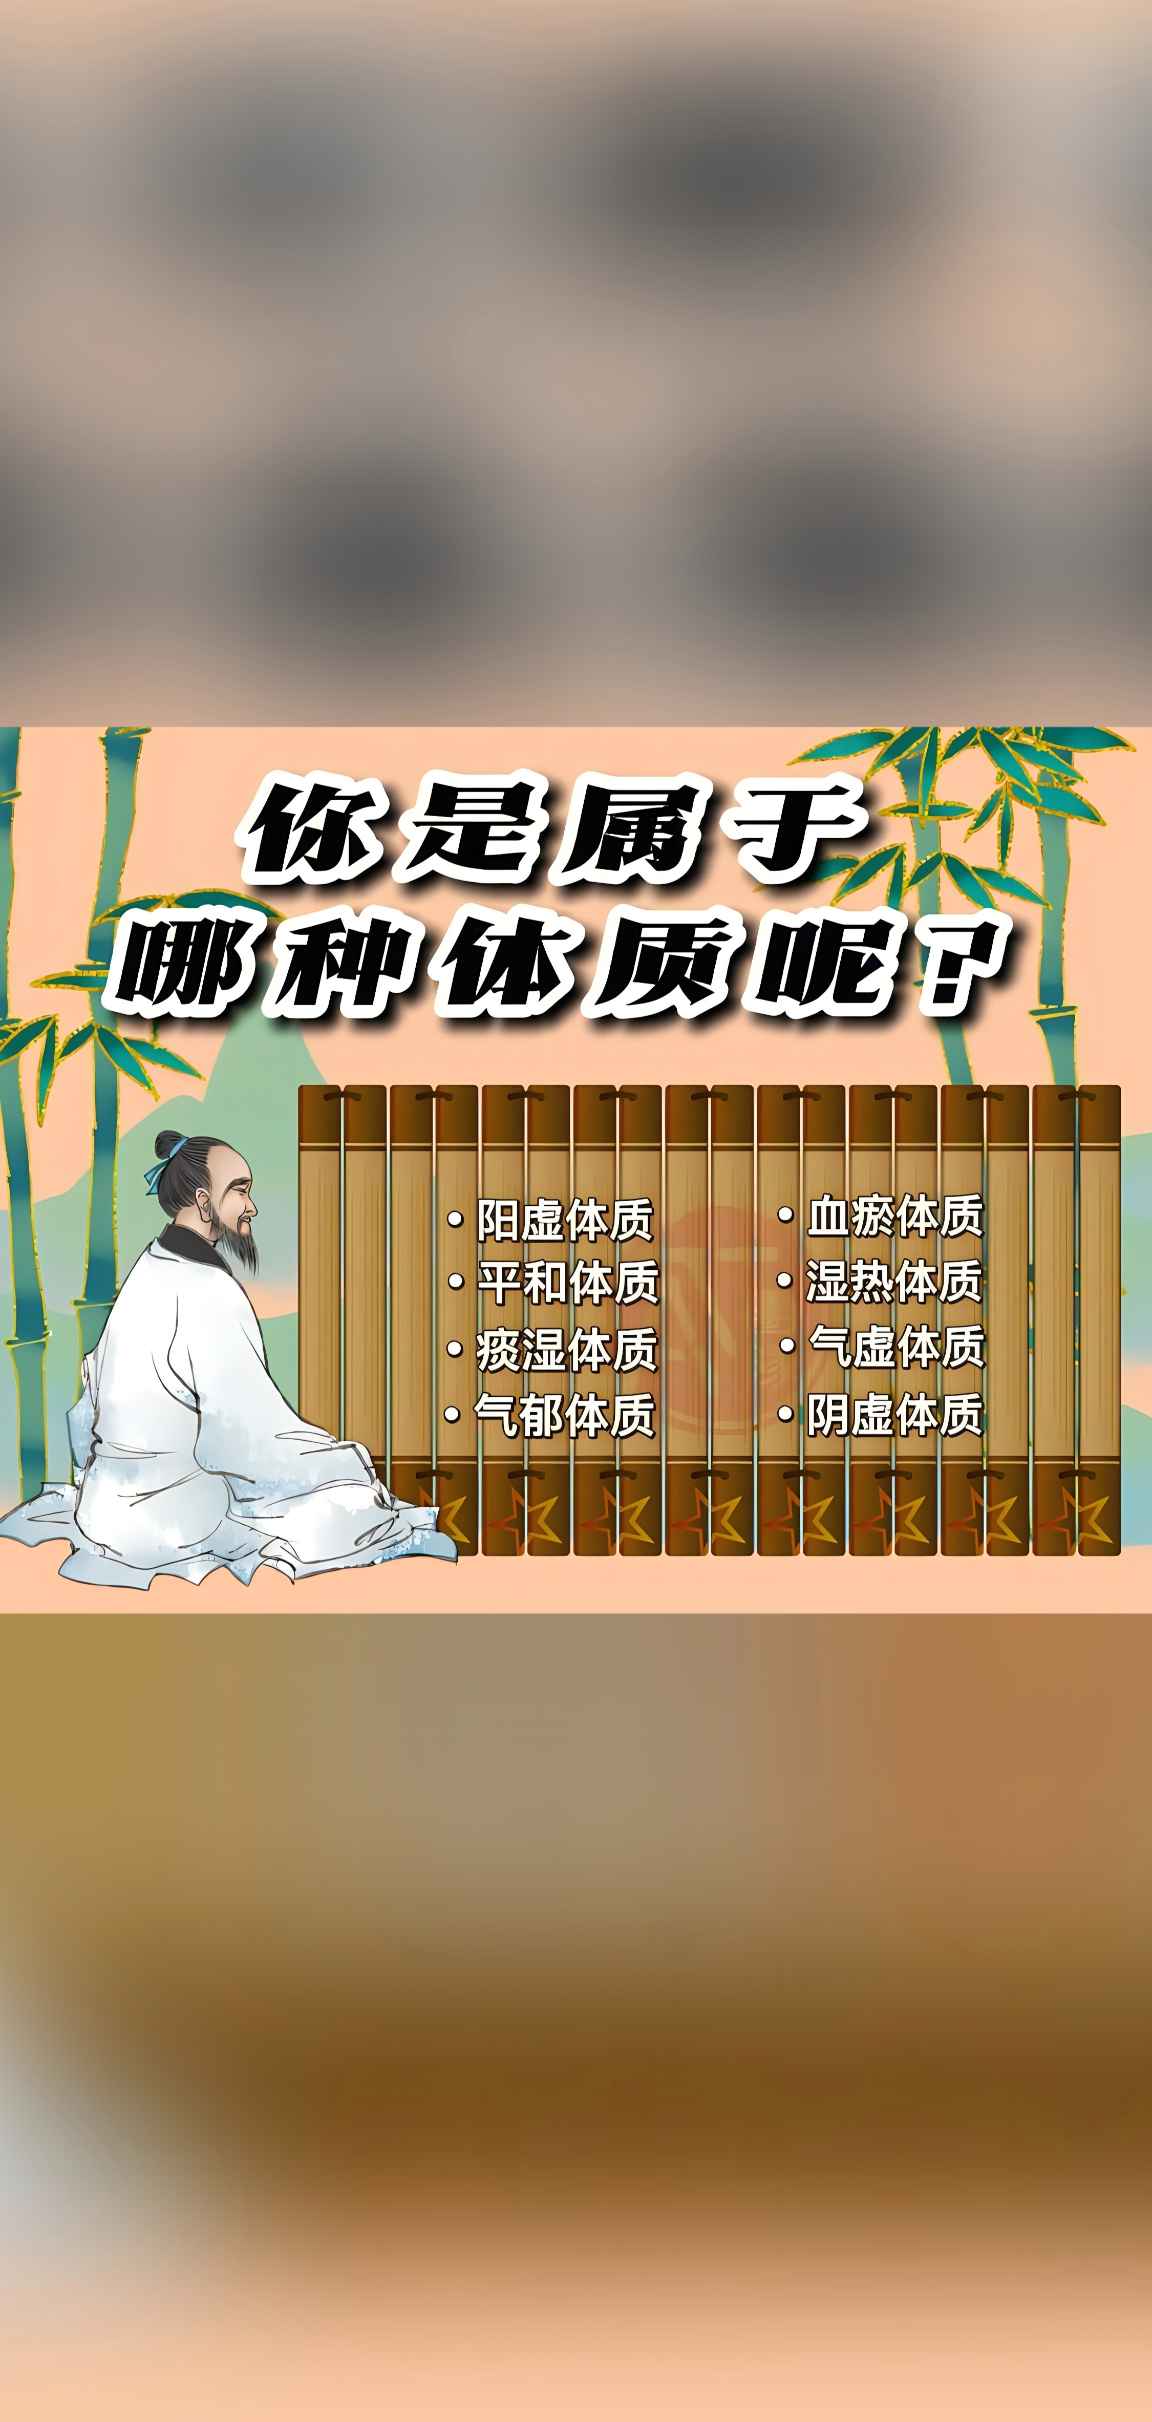 你是属于
哪种体质呢?
• 阳虚体质
• 平和体质
• 痰湿体质
• 气郁体质
• 血瘀体质
• 湿热体质
• 气虚体质
• 阴虚体质